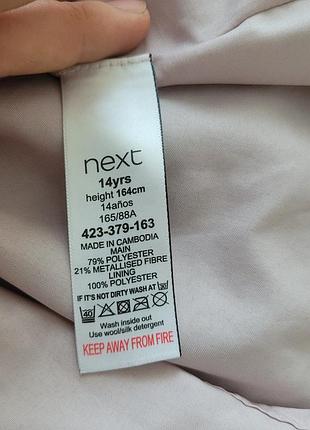 next
14yrs
height 164cm
14años
165/88A
423-379-163
MADE IN CAMBODIA
MAIN
79% POLYESTER
21% METALLISED FIBRE
LINING
100% POLYESTER
IF IT'S NOT DIRTY WASH AT 30
40
Wash inside out
Use wool/silk detergent
KEEP AWAY FROM FIRE